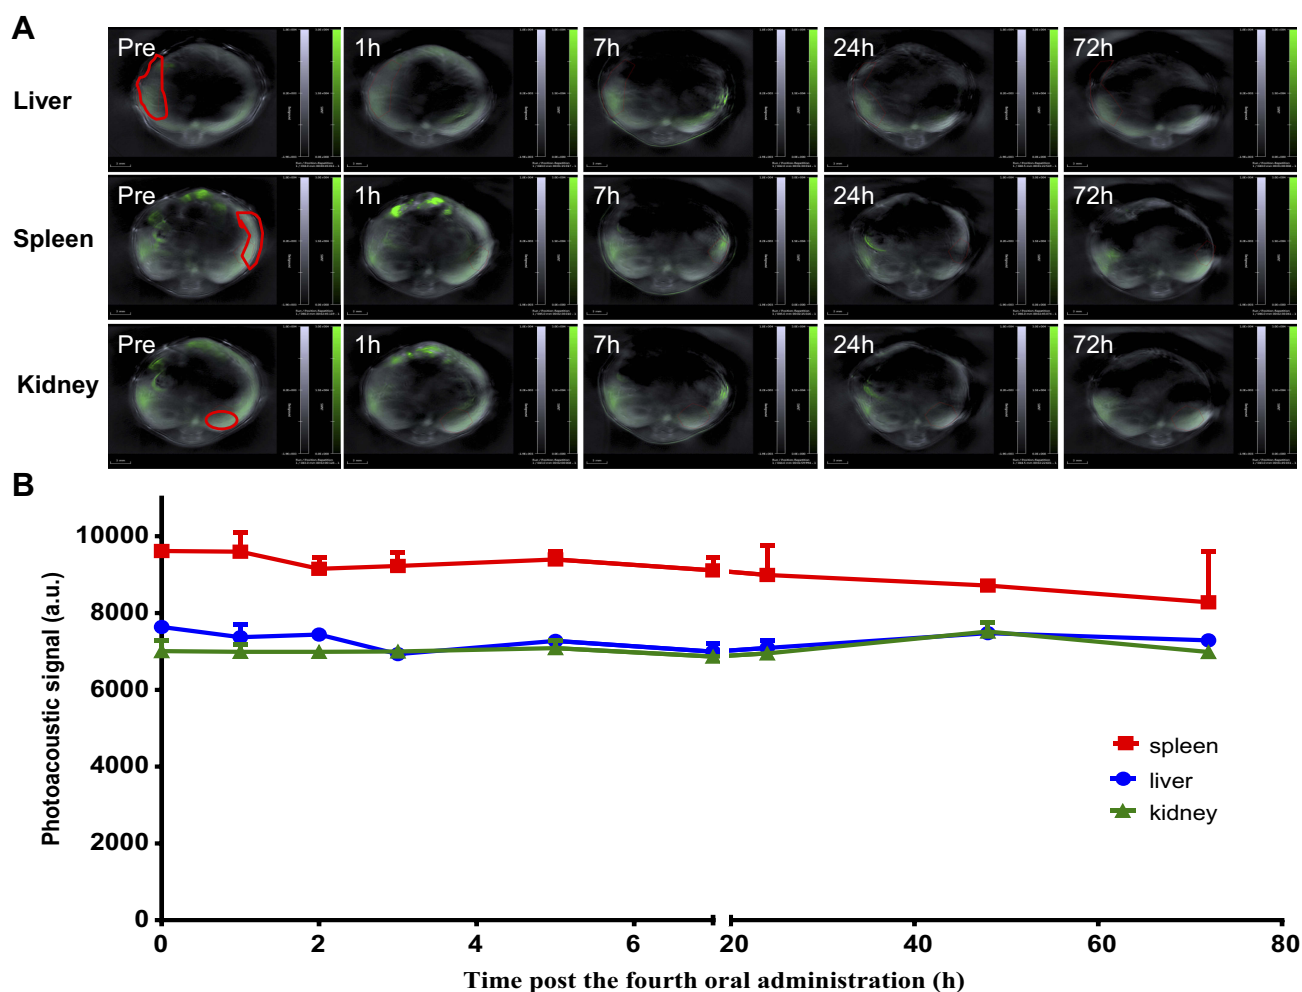 A
Pre 1h 7h 24h 72h
Liver
Pre 1h 7h 24h 72h
Spleen
Pre 1h 7h 24h 72h
Kidney
B
Photoacoustic signal (a.u.)
10000
8000
6000
4000
2000
0
spleen
liver
kidney
0 2 4 6 20 40 60 80
Time post the fourth oral administration (h)